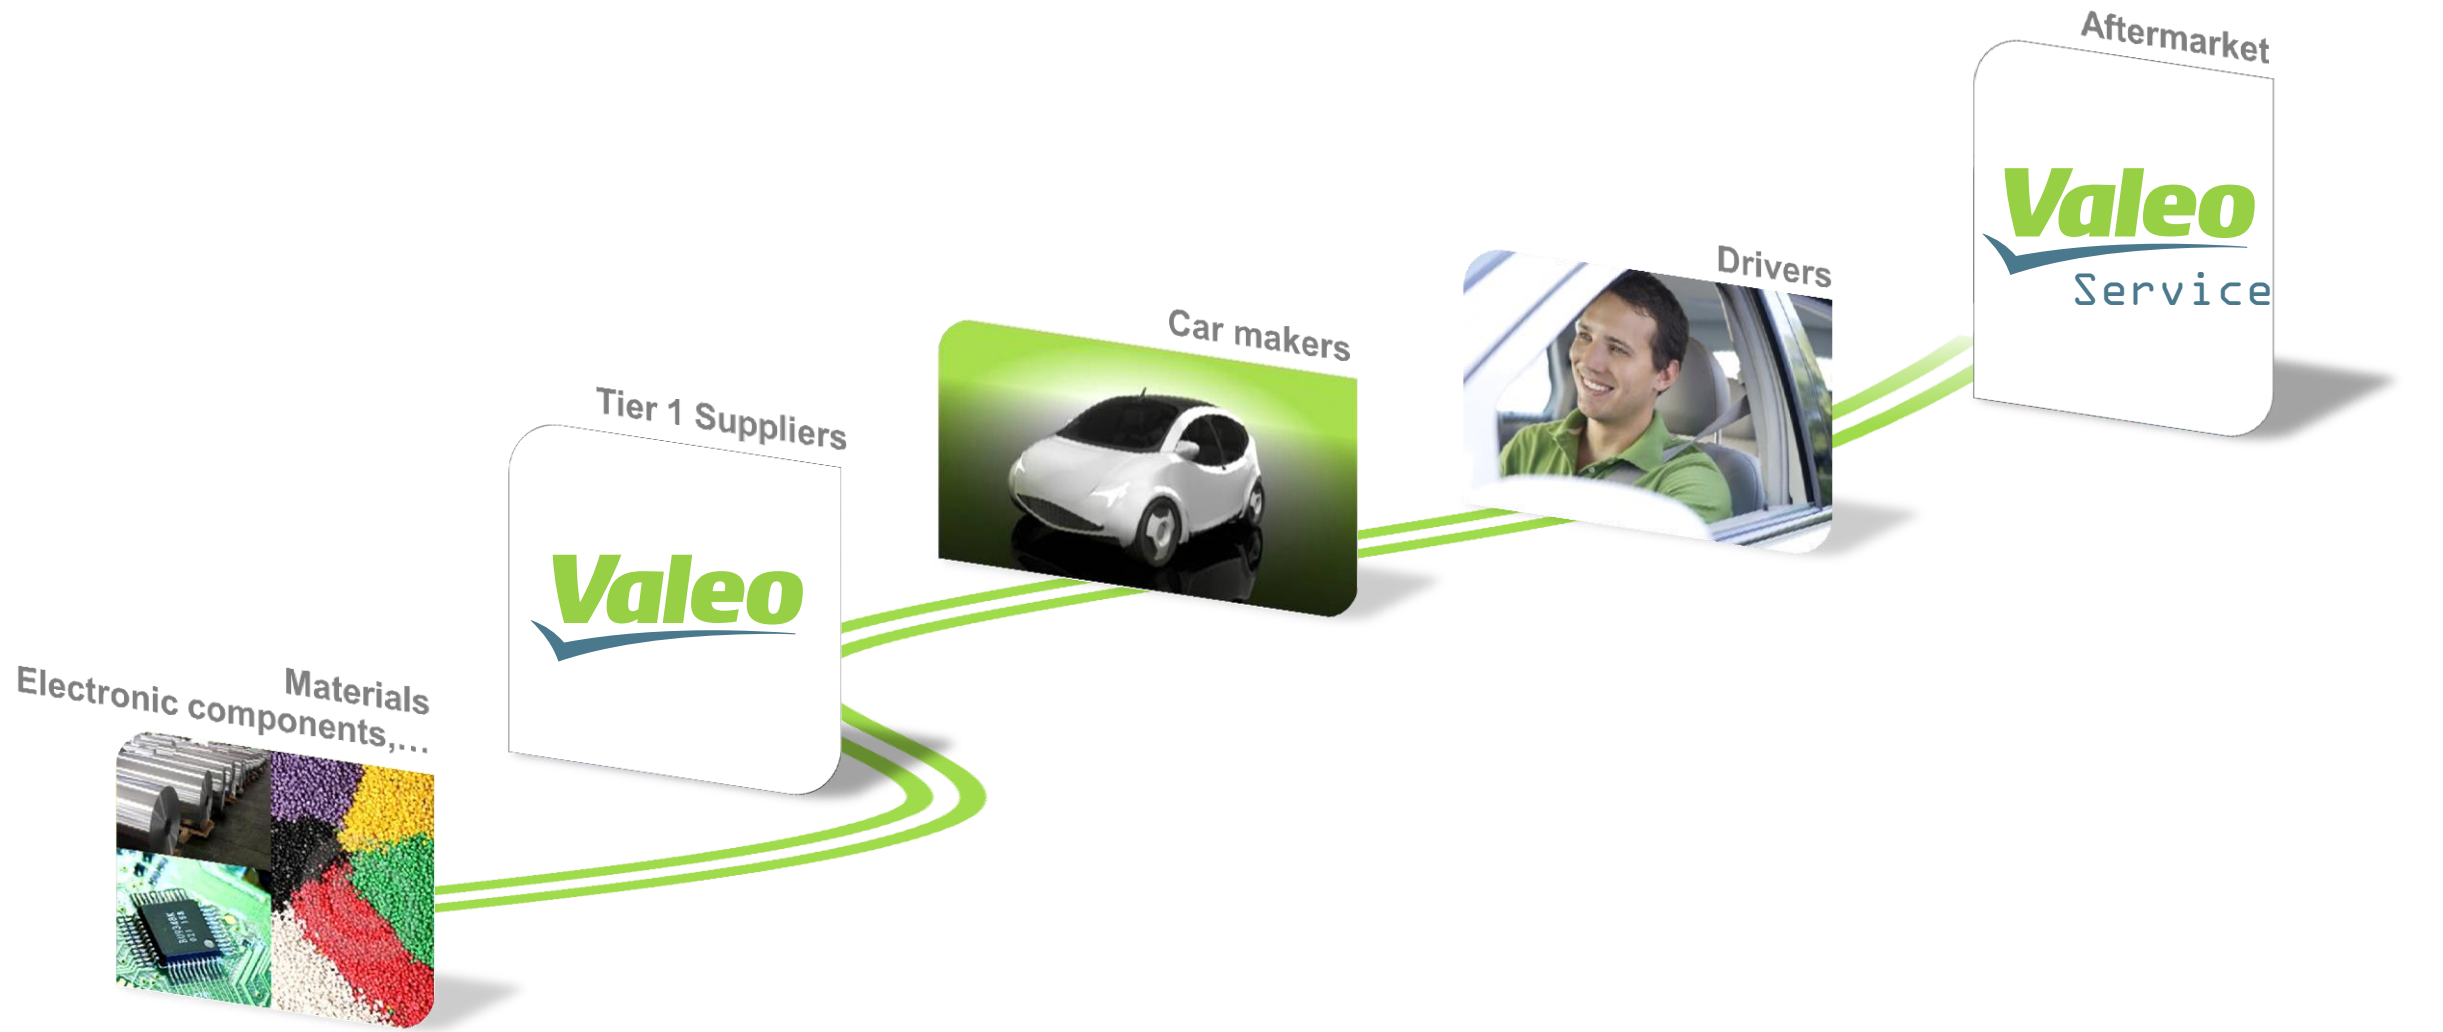 Aftermarket
Valeo
Service
Drivers
Car makers
Tier 1 Suppliers
Valeo
Materials
Electronic components,...